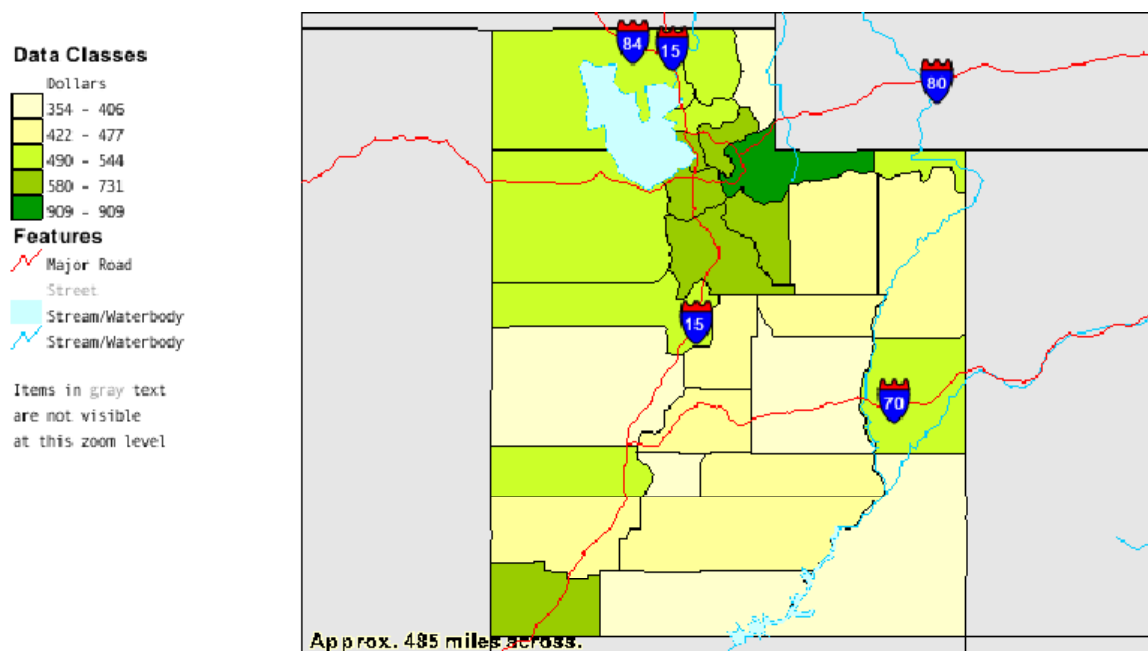 Data Classes
Dollars
354 - 406
422 - 477
490 - 544
580 - 731
909 - 909
Features
Major Road
Street
Stream/Waterbody
Stream/Waterbody
Items in gray text
are not visible
at this zoom level
84
15
80
15
70
Approx. 485 miles across.